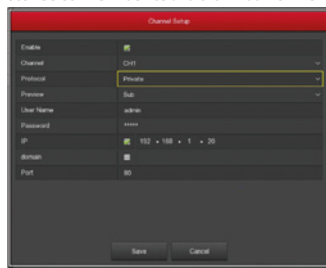 Channel Setup
Enable
Channel CH1
Protocol Private
Preview Sub
User Name admin
Password *****
IP 192 • 168 • 1 • 20
domain
Port 80
Save Cancel